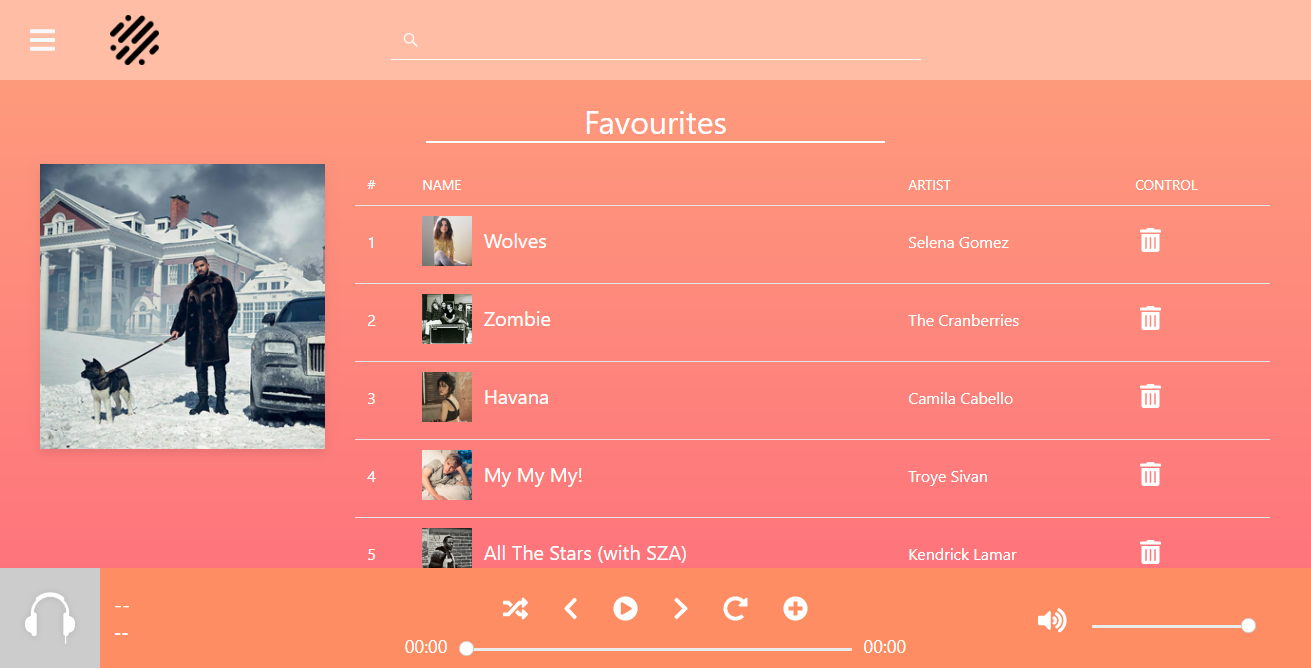 Favourites
# NAME ARTIST CONTROL
1 Wolves Selena Gomez
2 Zombie The Cranberries
3 Havana Camila Cabello
4 My My My! Troye Sivan
5 All The Stars (with SZA) Kendrick Lamar
--
--
00:00 00:00